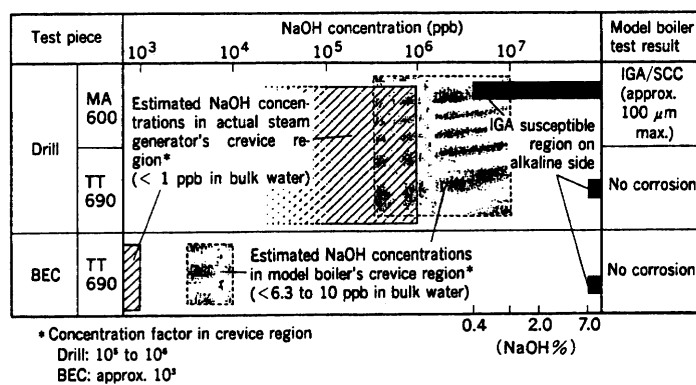 Test piece
NaOH concentration (ppb)
10³ 10⁴ 10⁵ 10⁶ 10⁷
Model boiler
test result
Drill
MA
600
Estimated NaOH concen-
trations in actual steam
generator's crevice re-
gion*
(< 1 ppb in bulk water)
IGA susceptible
region on
alkaline side
IGA/SCC
(approx.
100 μm
max.)
TT
690
No corrosion
BEC
TT
690
Estimated NaOH concentrations
in model boiler's crevice region*
(<6.3 to 10 ppb in bulk water)
No corrosion
0.4 2.0 7.0
(NaOH%)
* Concentration factor in crevice region
Drill: 10⁵ to 10⁶
BEC: approx. 10³